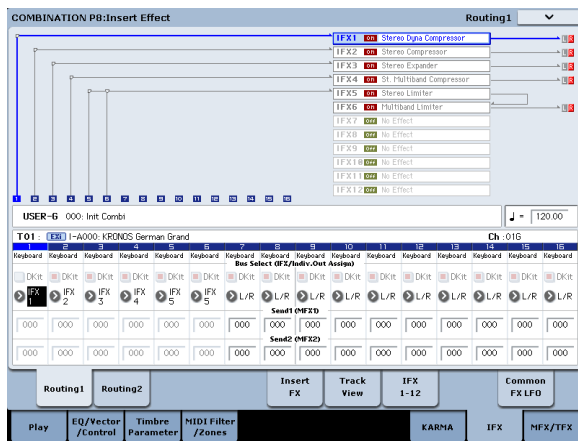 COMBINATION P8:Insert Effect Routing1
IFX1 ON Stereo Dyna Compressor L R
IFX2 ON Stereo Compressor L R
IFX3 ON Stereo Expander L R
IFX4 ON St. Multiband Compressor L R
IFX5 ON Stereo Limiter
IFX6 ON Multiband Limiter L R
IFX7 OFF No Effect
IFX8 OFF No Effect
IFX9 OFF No Effect
IFX10 OFF No Effect
IFX11 OFF No Effect
IFX12 OFF No Effect
1 2 3 4 5 6 7 8 9 10 11 12 13 14 15 16
USER-G 000: Init Combi ♩ = 120.00
T01 : EXi I-A000: KRONOS German Grand Ch :01G
1 2 3 4 5 6 7 8 9 10 11 12 13 14 15 16
Keyboard Keyboard Keyboard Keyboard Keyboard Keyboard Keyboard Keyboard Keyboard Keyboard Keyboard Keyboard Keyboard Keyboard Keyboard Keyboard
Bus Select (IFX/Indiv.Out Assign)
DKit DKit DKit DKit DKit DKit DKit DKit DKit DKit DKit DKit DKit DKit DKit DKit
IFX 1 IFX 2 IFX 3 IFX 4 IFX 5 IFX 5 L/R L/R L/R L/R L/R L/R L/R L/R L/R L/R
Send1 (MFX1)
000 000 000 000 000 000 000 000 000 000 000 000 000 000 000 000
Send2 (MFX2)
000 000 000 000 000 000 000 000 000 000 000 000 000 000 000 000
Routing1 Routing2 Insert FX Track View IFX 1-12 Common FX LFO
Play EQ/Vector /Control Timbre Parameter MIDI Filter /Zones KARMA IFX MFX/TFX